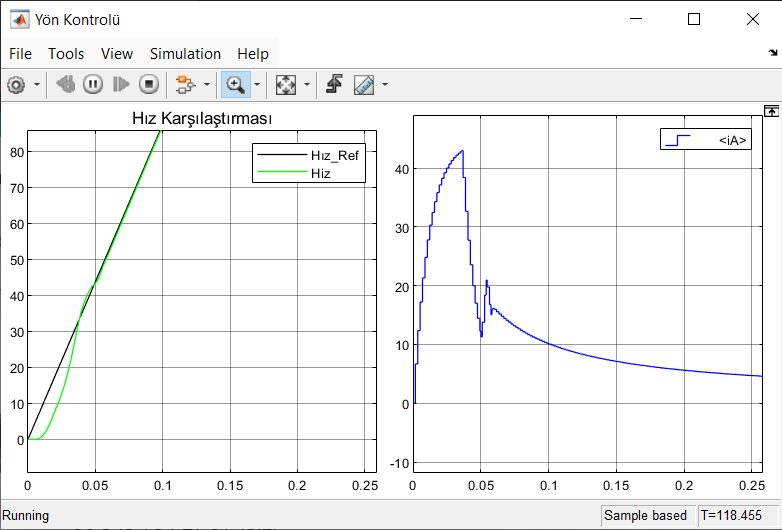 Yön Kontrolü
File Tools View Simulation Help
Hız Karşılaştırması
Hız_Ref
Hiz
80
70
60
50
40
30
20
10
0
0 0.05 0.1 0.15 0.2 0.25
<iA>
40
30
20
10
0
-10
0 0.05 0.1 0.15 0.2 0.25
Running Sample based T=118.455